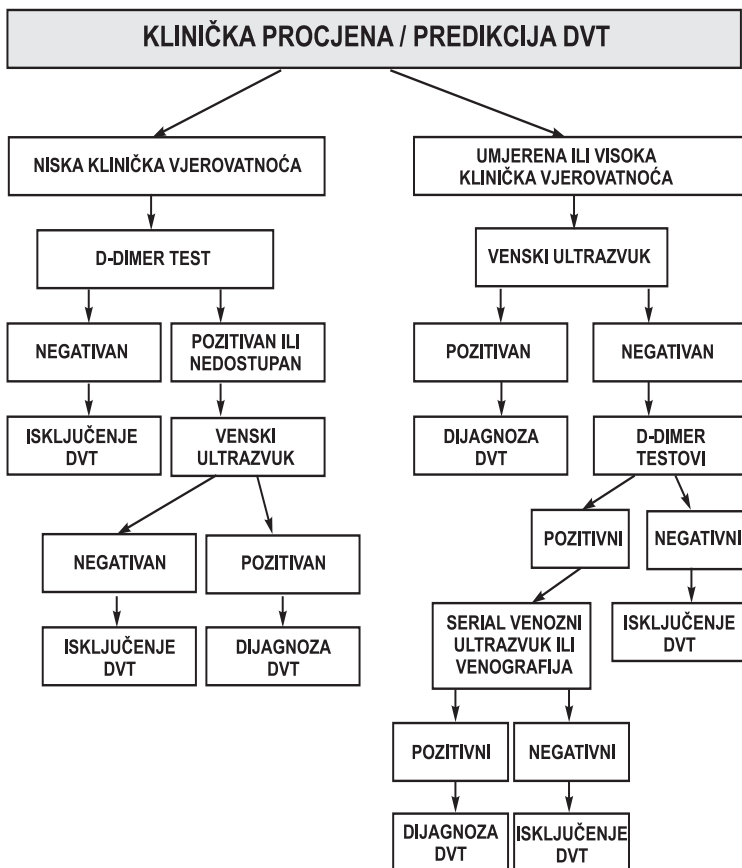 KLINIČKA PROCJENA / PREDIKCIJA DVT
NISKA KLINIČKA VJEROVATNOĆA
UMJERENA ILI VISOKA
KLINIČKA VJEROVATNOĆA
D-DIMER TEST
VENSKI ULTRAZVUK
NEGATIVAN
POZITIVAN ILI
NEDOSTUPAN
POZITIVAN
NEGATIVAN
ISKLJUČENJE
DVT
VENSKI
ULTRAZVUK
DIJAGNOZA
DVT
D-DIMER
TESTOVI
NEGATIVAN
POZITIVAN
POZITIVNI
NEGATIVNI
ISKLJUČENJE
DVT
DIJAGNOZA
DVT
SERIAL VENOZNI
ULTRAZVUK ILI
VENOGRAFIJA
ISKLJUČENJE
DVT
POZITIVNI
NEGATIVNI
DIJAGNOZA
DVT
ISKLJUČENJE
DVT